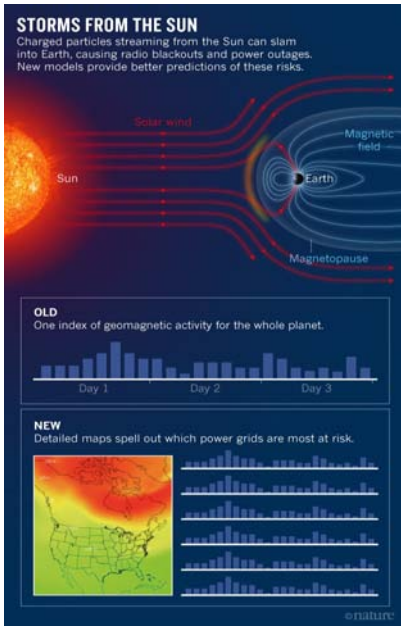 STORMS FROM THE SUN
Charged particles streaming from the Sun can slam
into Earth, causing radio blackouts and power outages.
New models provide better predictions of these risks.
Solar wind
Magnetic
field
Sun
Earth
Magnetopause
OLD
One index of geomagnetic activity for the whole planet.
Day 1
Day 2
Day 3
NEW
Detailed maps spell out which power grids are most at risk.
©nature